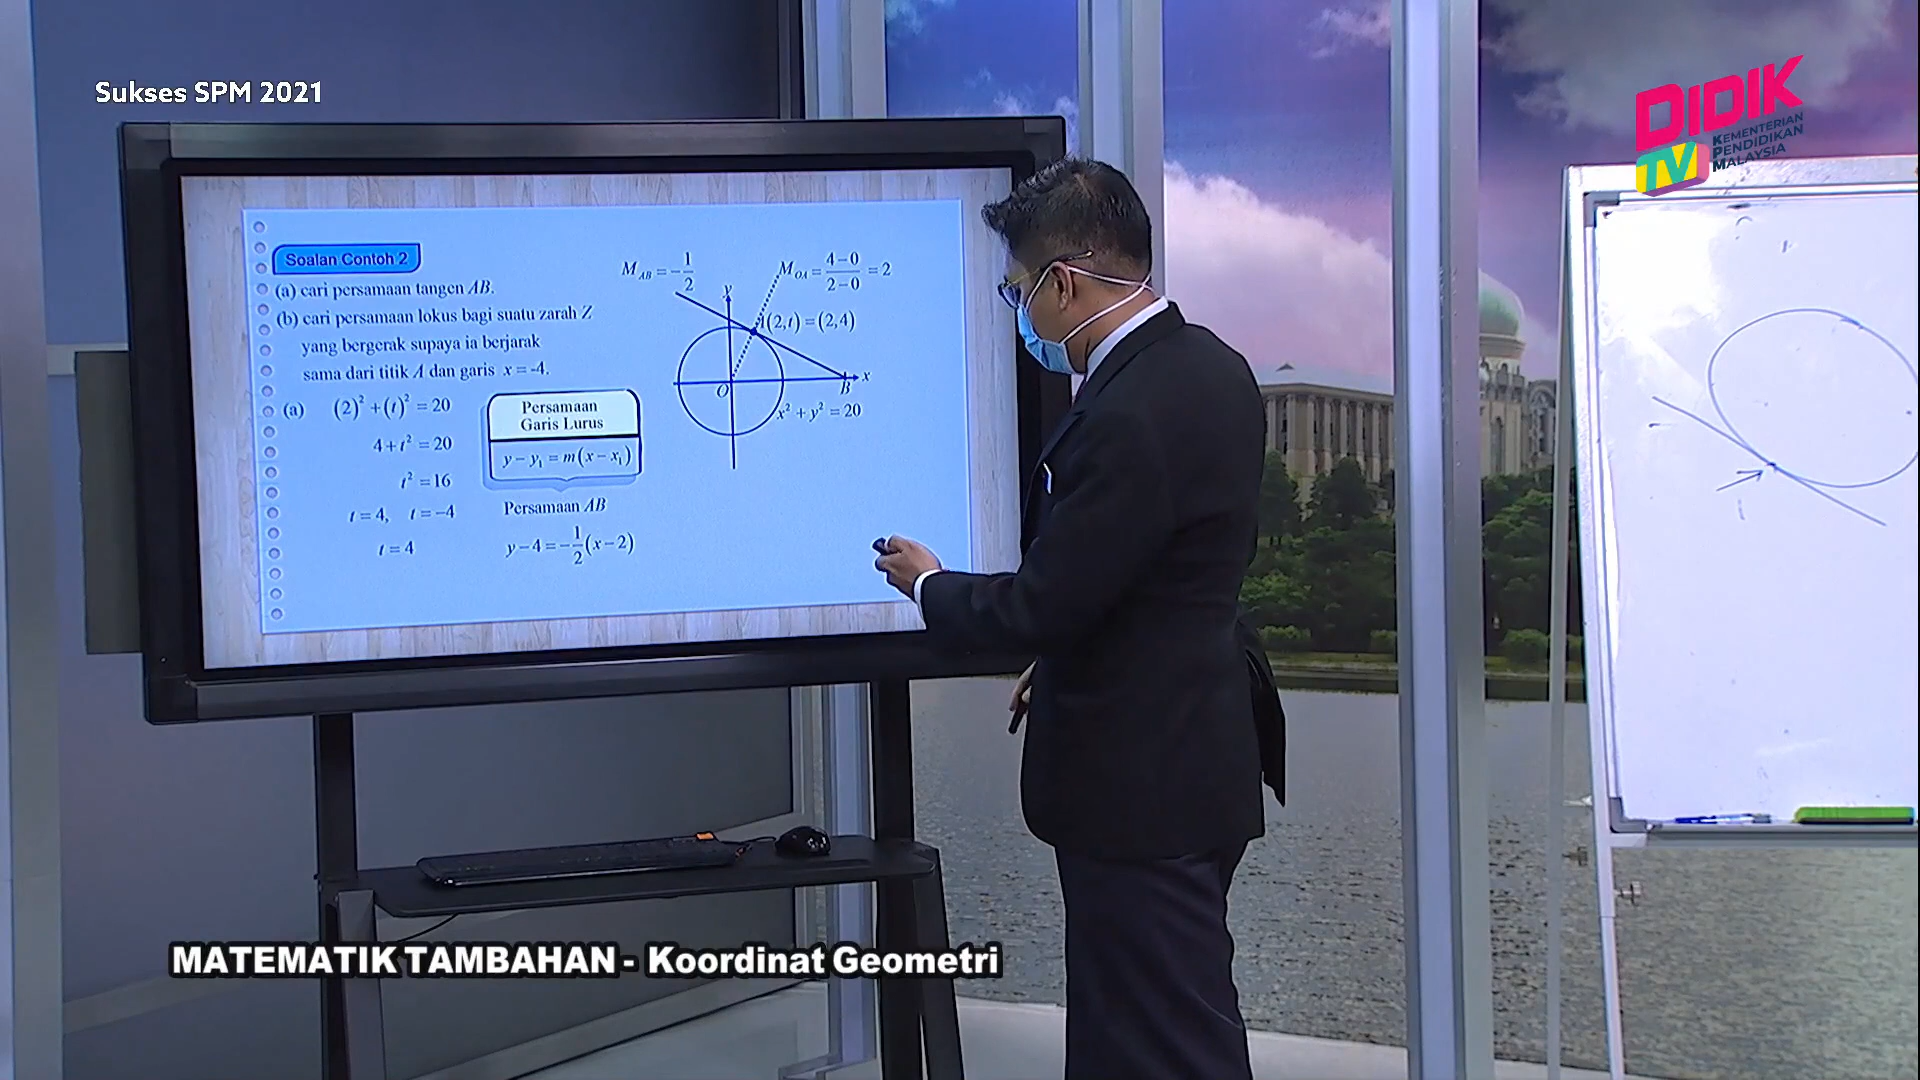 Sukses SPM 2021
DIDIK
TV
KEMENTERIAN
PENDIDIKAN
MALAYSIA
Soalan Contoh 2
(a) cari persamaan tangen AB.
(b) cari persamaan lokus bagi suatu zarah Z
yang bergerak supaya ia berjarak
sama dari titik A dan garis x = -4.
(a) (2)² + (t)² = 20
4 + t² = 20
t² = 16
t = 4, t = -4
t = 4
Persamaan
Garis Lurus
y - y₁ = m(x - x₁)
Persamaan AB
y - 4 = -1/2(x - 2)
M_AB = -1/2
M_OA = (4-0)/(2-0) = 2
y
A(2,t) = (2,4)
O
B
x
x² + y² = 20
MATEMATIK TAMBAHAN - Koordinat Geometri